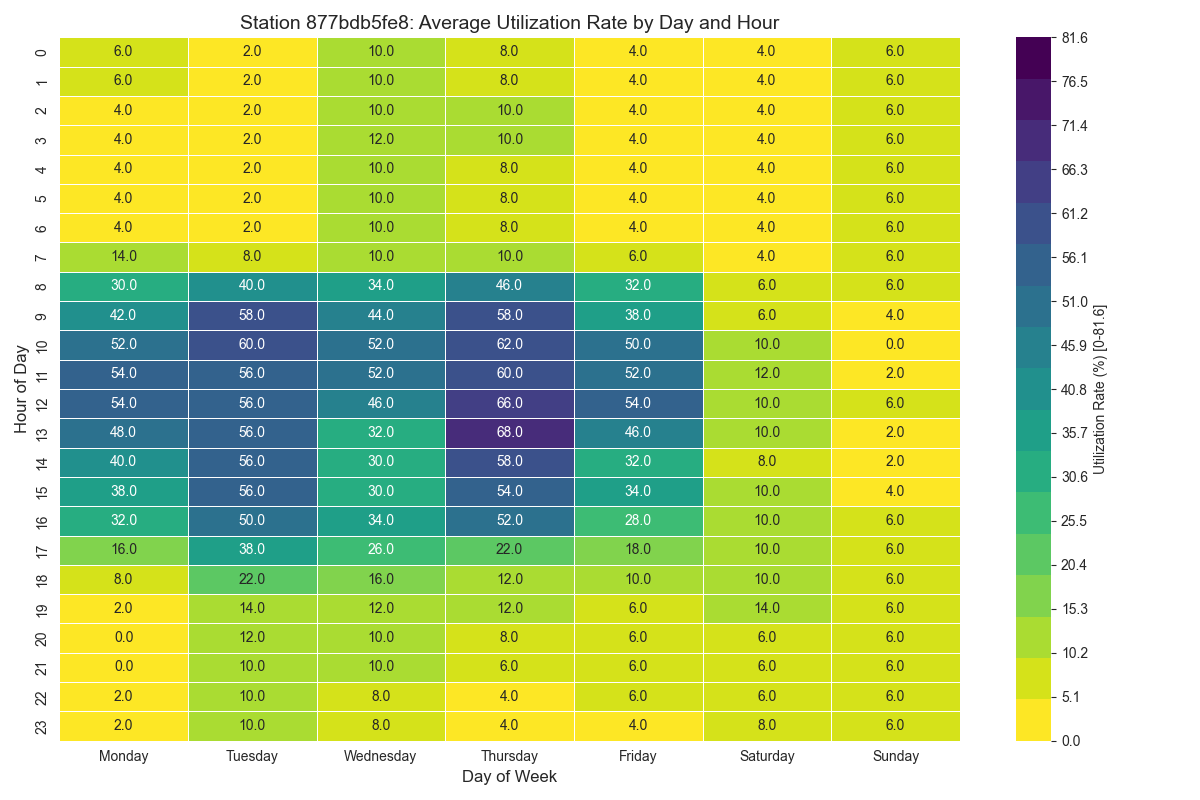 Station 877bdb5fe8: Average Utilization Rate by Day and Hour
0 6.0 2.0 10.0 8.0 4.0 4.0 6.0
1 6.0 2.0 10.0 8.0 4.0 4.0 6.0
2 4.0 2.0 10.0 10.0 4.0 4.0 6.0
3 4.0 2.0 12.0 10.0 4.0 4.0 6.0
4 4.0 2.0 10.0 8.0 4.0 4.0 6.0
5 4.0 2.0 10.0 8.0 4.0 4.0 6.0
6 4.0 2.0 10.0 8.0 4.0 4.0 6.0
7 14.0 8.0 10.0 10.0 6.0 4.0 6.0
8 30.0 40.0 34.0 46.0 32.0 6.0 6.0
9 42.0 58.0 44.0 58.0 38.0 6.0 4.0
10 52.0 60.0 52.0 62.0 50.0 10.0 0.0
11 54.0 56.0 52.0 60.0 52.0 12.0 2.0
12 54.0 56.0 46.0 66.0 54.0 10.0 6.0
13 48.0 56.0 32.0 68.0 46.0 10.0 2.0
14 40.0 56.0 30.0 58.0 32.0 8.0 2.0
15 38.0 56.0 30.0 54.0 34.0 10.0 4.0
16 32.0 50.0 34.0 52.0 28.0 10.0 6.0
17 16.0 38.0 26.0 22.0 18.0 10.0 6.0
18 8.0 22.0 16.0 12.0 10.0 10.0 6.0
19 2.0 14.0 12.0 12.0 6.0 14.0 6.0
20 0.0 12.0 10.0 8.0 6.0 6.0 6.0
21 0.0 10.0 10.0 6.0 6.0 6.0 6.0
22 2.0 10.0 8.0 4.0 6.0 6.0 6.0
23 2.0 10.0 8.0 4.0 4.0 8.0 6.0
Monday Tuesday Wednesday Thursday Friday Saturday Sunday
Day of Week
Hour of Day
81.6
76.5
71.4
66.3
61.2
56.1
51.0
45.9
40.8
35.7
30.6
25.5
20.4
15.3
10.2
5.1
0.0
Utilization Rate (%) [0-81.6]